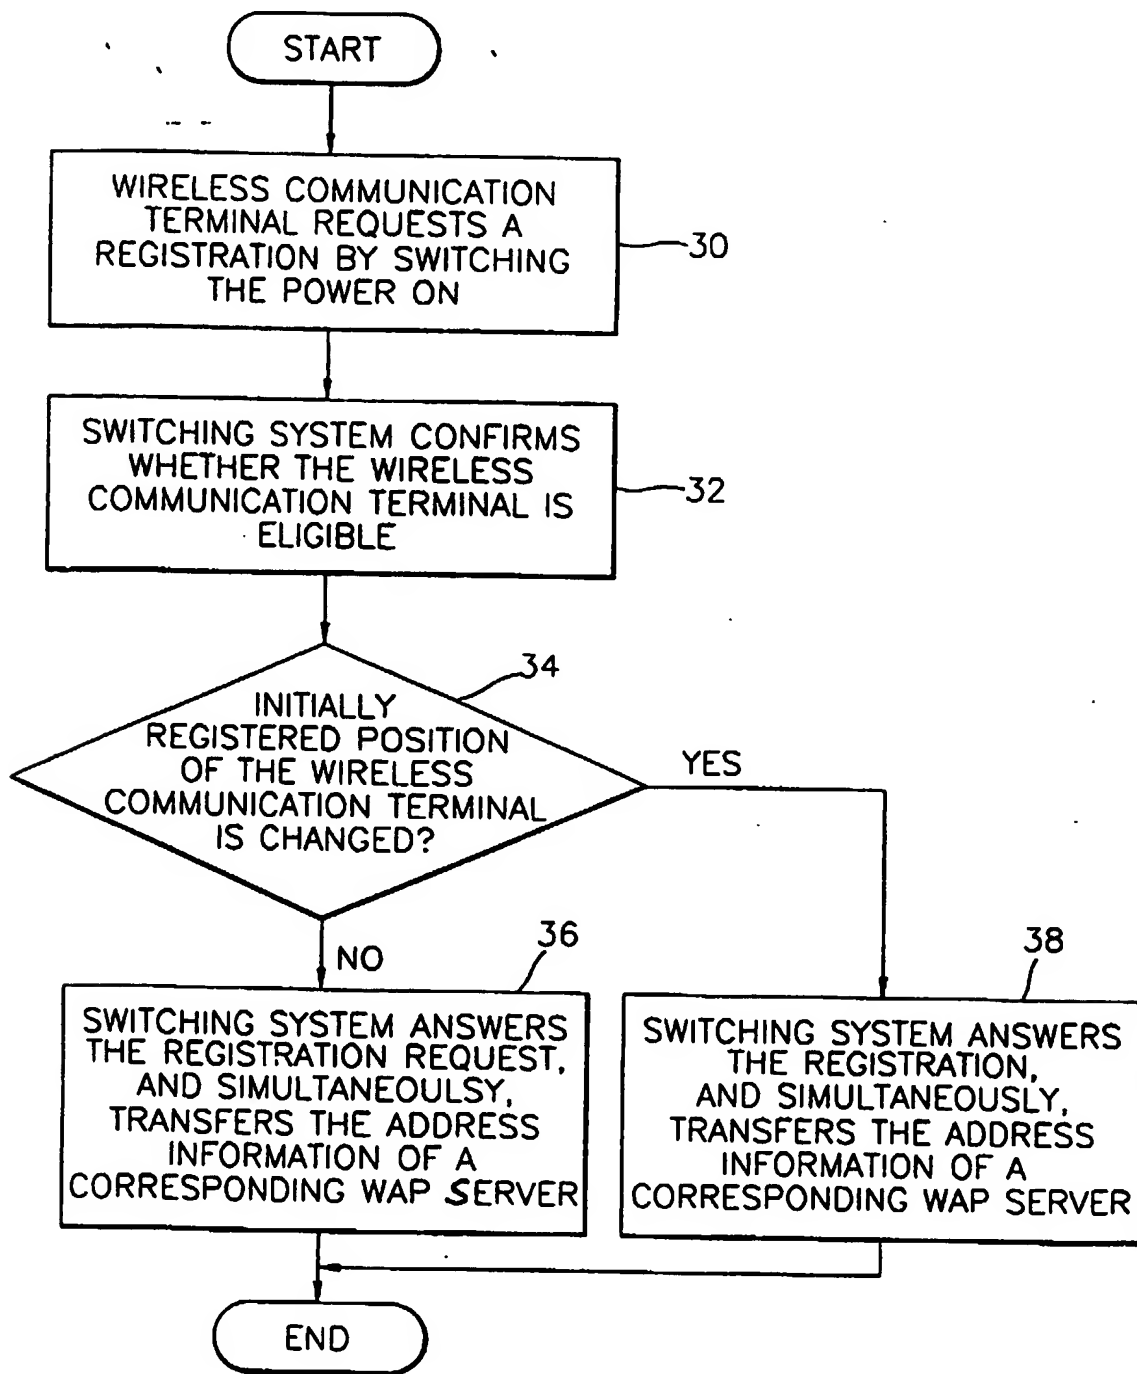 START
WIRELESS COMMUNICATION
TERMINAL REQUESTS A
REGISTRATION BY SWITCHING
THE POWER ON
30
SWITCHING SYSTEM CONFIRMS
WHETHER THE WIRELESS
COMMUNICATION TERMINAL IS
ELIGIBLE
32
34
INITIALLY
REGISTERED POSITION
OF THE WIRELESS
COMMUNICATION TERMINAL
IS CHANGED?
YES
NO
36
SWITCHING SYSTEM ANSWERS
THE REGISTRATION REQUEST,
AND SIMULTANEOULSY,
TRANSFERS THE ADDRESS
INFORMATION OF A
CORRESPONDING WAP SERVER
38
SWITCHING SYSTEM ANSWERS
THE REGISTRATION,
AND SIMULTANEOUSLY,
TRANSFERS THE ADDRESS
INFORMATION OF A
CORRESPONDING WAP SERVER
END